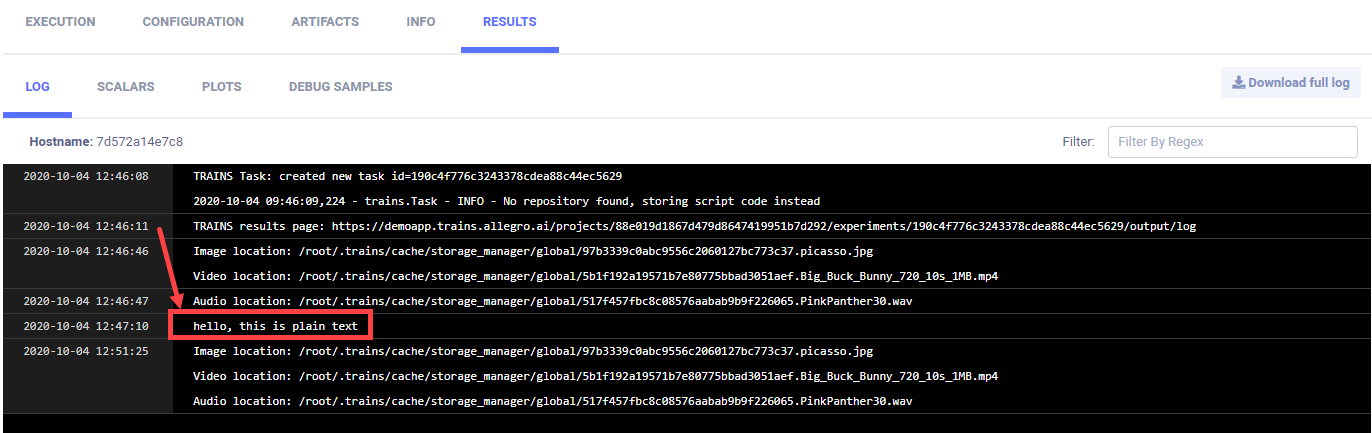 EXECUTION CONFIGURATION ARTIFACTS INFO RESULTS
LOG SCALARS PLOTS DEBUG SAMPLES Download full log
Hostname: 7d572a14e7c8 Filter: Filter By Regex
2020-10-04 12:46:08 TRAINS Task: created new task id=190c4f776c3243378cdea88c44ec5629
2020-10-04 09:46:09,224 - trains.Task - INFO - No repository found, storing script code instead
2020-10-04 12:46:11 TRAINS results page: https://demoapp.trains.allegro.ai/projects/88e019d1867d479d8647419951b7d292/experiments/190c4f776c3243378cdea88c44ec5629/output/log
2020-10-04 12:46:46 Image location: /root/.trains/cache/storage_manager/global/97b3339c0abc9556c2060127bc773c37.picasso.jpg
Video location: /root/.trains/cache/storage_manager/global/5b1f192a19571b7e80775bbad3051aef.Big_Buck_Bunny_720_10s_1MB.mp4
2020-10-04 12:46:47 Audio location: /root/.trains/cache/storage_manager/global/517f457fbc8c08576aabab9b9f226065.PinkPanther30.wav
2020-10-04 12:47:10 hello, this is plain text
2020-10-04 12:51:25 Image location: /root/.trains/cache/storage_manager/global/97b3339c0abc9556c2060127bc773c37.picasso.jpg
Video location: /root/.trains/cache/storage_manager/global/5b1f192a19571b7e80775bbad3051aef.Big_Buck_Bunny_720_10s_1MB.mp4
Audio location: /root/.trains/cache/storage_manager/global/517f457fbc8c08576aabab9b9f226065.PinkPanther30.wav